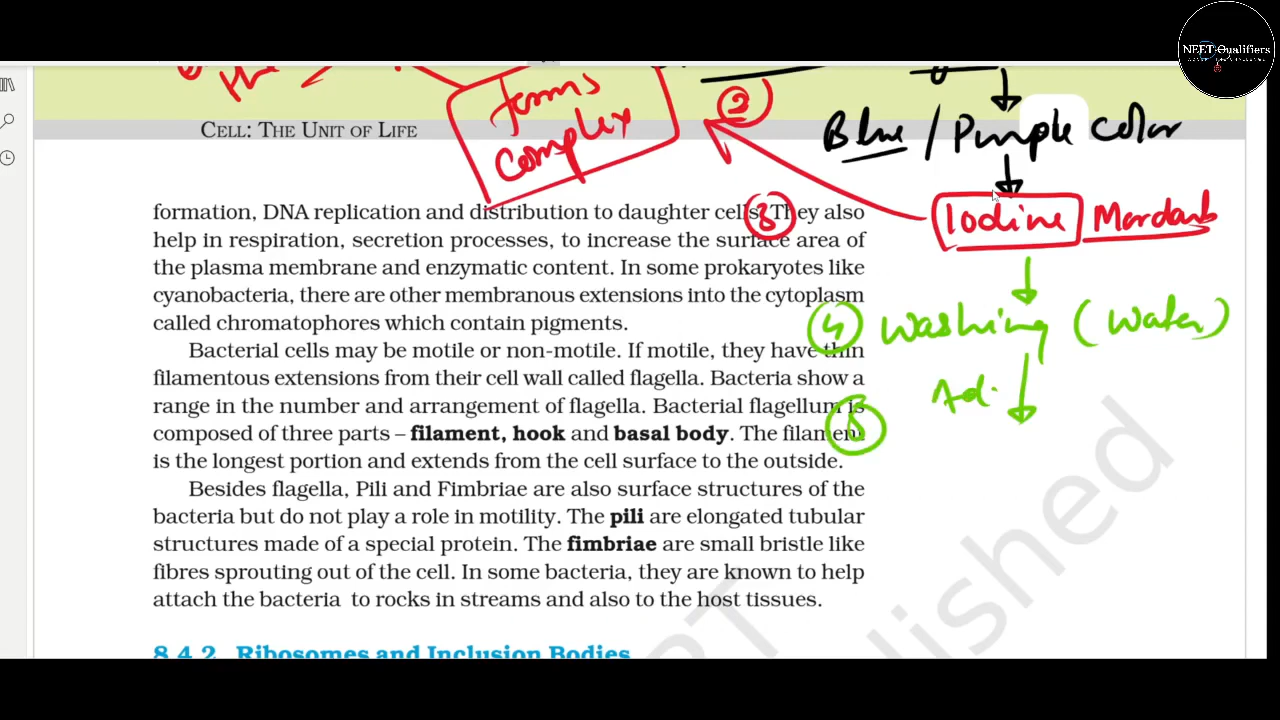 NEET Qualifiers
Forms
Complex
2
Blue / Purple color
CELL: THE UNIT OF LIFE
Iodine Mordant
3
formation, DNA replication and distribution to daughter cells. They also
help in respiration, secretion processes, to increase the surface area of
the plasma membrane and enzymatic content. In some prokaryotes like
cyanobacteria, there are other membranous extensions into the cytoplasm
called chromatophores which contain pigments.
4 Washing (Water)
Bacterial cells may be motile or non-motile. If motile, they have thin
filamentous extensions from their cell wall called flagella. Bacteria show a
range in the number and arrangement of flagella. Bacterial flagellum is
composed of three parts – filament, hook and basal body. The filament
is the longest portion and extends from the cell surface to the outside.
5
Besides flagella, Pili and Fimbriae are also surface structures of the
bacteria but do not play a role in motility. The pili are elongated tubular
structures made of a special protein. The fimbriae are small bristle like
fibres sprouting out of the cell. In some bacteria, they are known to help
attach the bacteria to rocks in streams and also to the host tissues.
8.4.2 Ribosomes and Inclusion Bodies